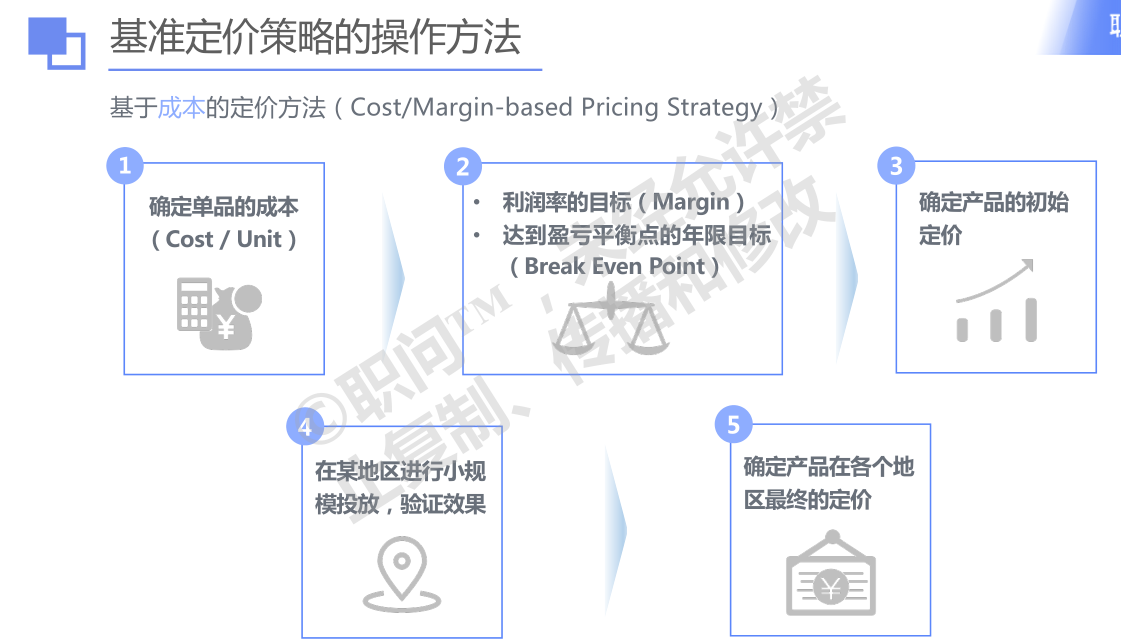 基准定价策略的操作方法
职
基于成本的定价方法（Cost/Margin-based Pricing Strategy）
1
确定单品的成本
（Cost / Unit）
¥
2
• 利润率的目标（Margin）
• 达到盈亏平衡点的年限目标
（Break Even Point）
3
确定产品的初始
定价
4
在某地区进行小规
模投放，验证效果
5
确定产品在各个地
区最终的定价
¥
©职问™，未经允许禁
止复制、传播和修改